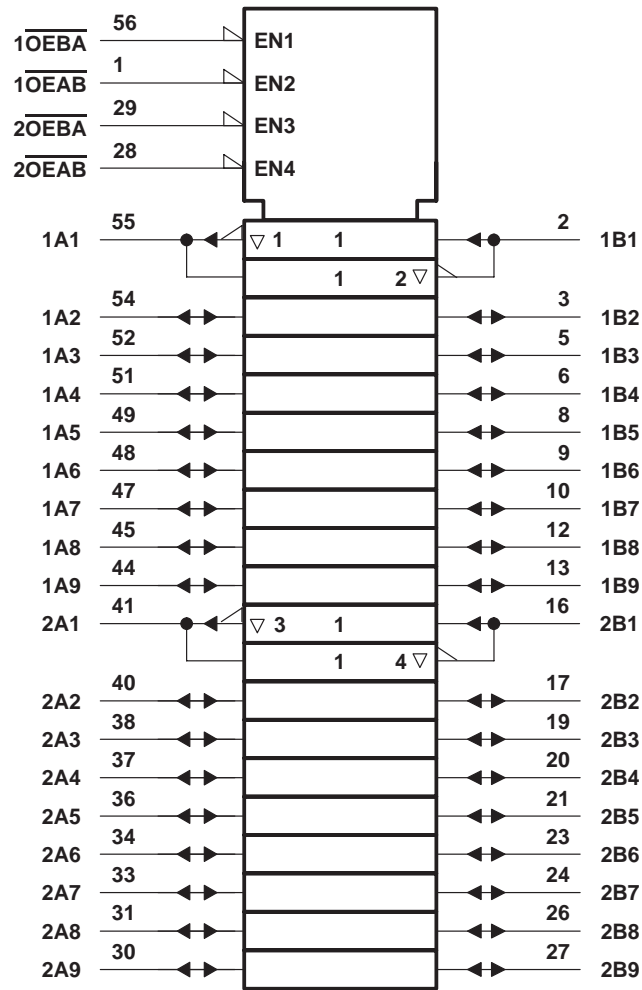 1OEBA 56 EN1
1OEAB 1 EN2
2OEBA 29 EN3
2OEAB 28 EN4
1A1 55 ▽ 1 1 2 1B1
1 2 ▽
1A2 54 3 1B2
1A3 52 5 1B3
1A4 51 6 1B4
1A5 49 8 1B5
1A6 48 9 1B6
1A7 47 10 1B7
1A8 45 12 1B8
1A9 44 13 1B9
2A1 41 ▽ 3 1 16 2B1
1 4 ▽
2A2 40 17 2B2
2A3 38 19 2B3
2A4 37 20 2B4
2A5 36 21 2B5
2A6 34 23 2B6
2A7 33 24 2B7
2A8 31 26 2B8
2A9 30 27 2B9